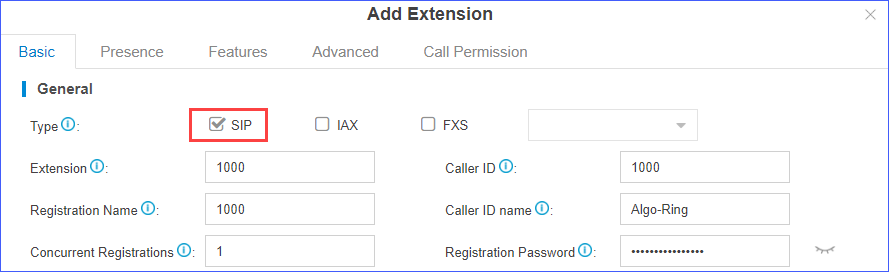 Add Extension
Basic Presence Features Advanced Call Permission
General
Type : SIP IAX FXS
Extension : 1000 Caller ID : 1000
Registration Name : 1000 Caller ID name : Algo-Ring
Concurrent Registrations : 1 Registration Password : ••••••••••••••••